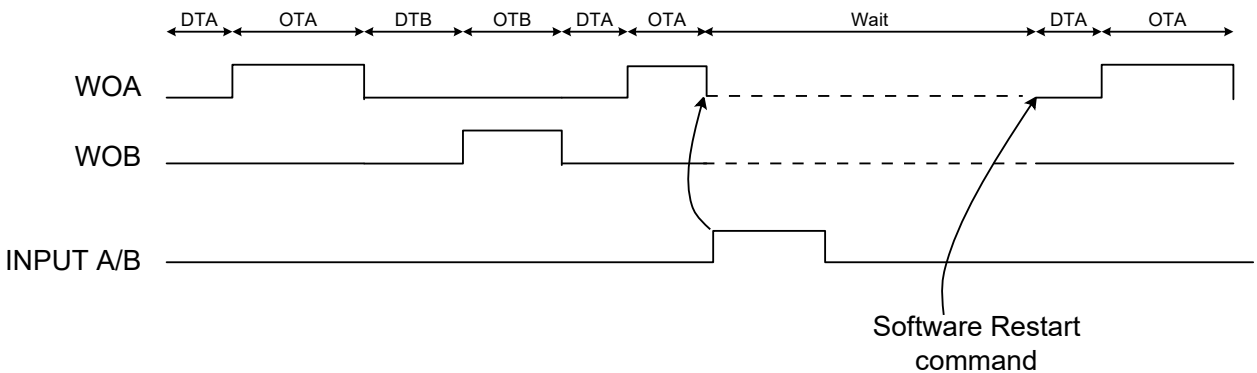 DTA OTA DTB OTB DTA OTA Wait DTA OTA
WOA
WOB
INPUT A/B
Software Restart
command